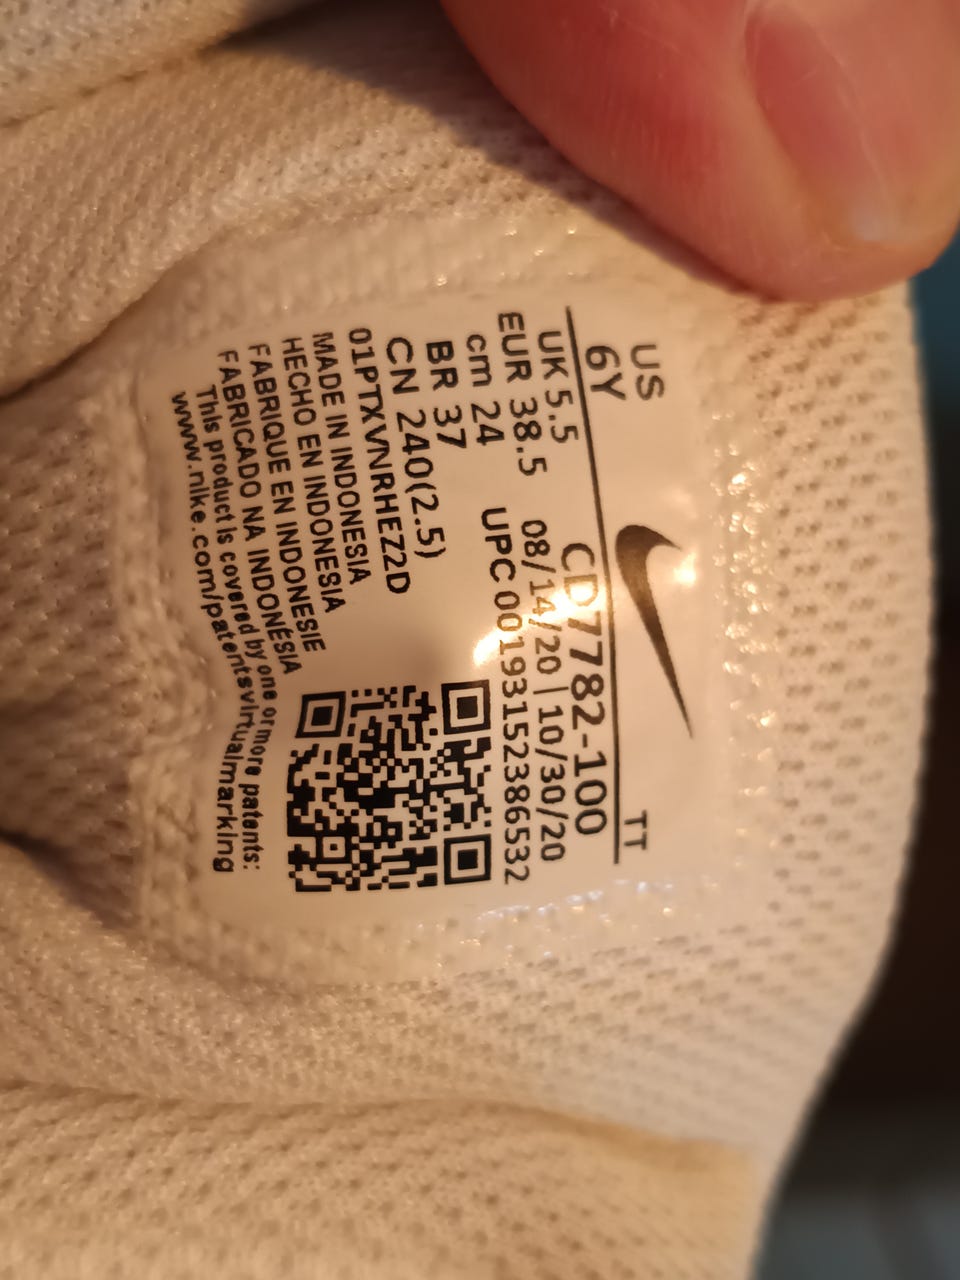 US TT
6Y
CD7782-100
UK 5.5 08/14/20 | 10/30/20
EUR 38.5 UPC 00193152386532
cm 24
BR 37
CN 240(2.5)
01PTXVNRHEZ2D
MADE IN INDONESIA
HECHO EN INDONESIA
FABRIQUE EN INDONESIE
FABRICADO NA INDONÉSIA
This product is covered by one or more patents:
www.nike.com/patentsvirtualmarking